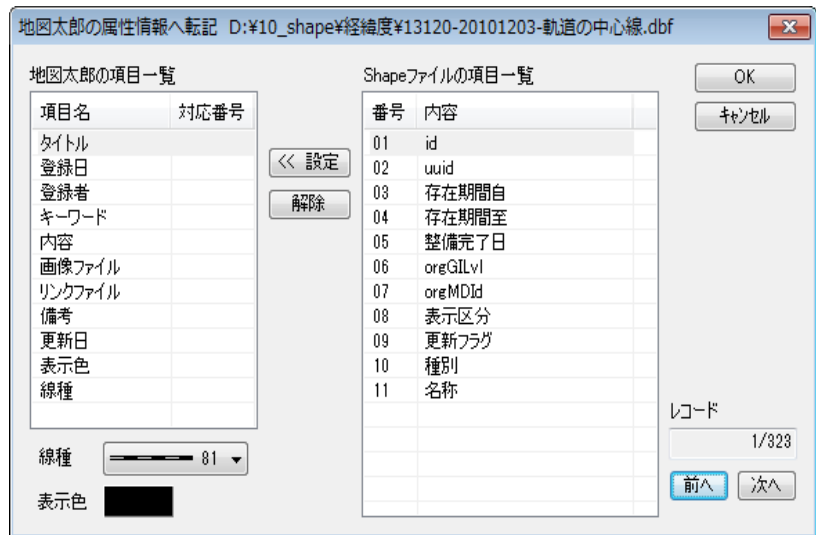 地図太郎の属性情報へ転記 D:¥10_shape¥経緯度¥13120-20101203-軌道の中心線.dbf
地図太郎の項目一覧
項目名 対応番号
タイトル
登録日
登録者
キーワード
内容
画像ファイル
リンクファイル
備考
更新日
表示色
線種
<< 設定
解除
Shapeファイルの項目一覧
番号 内容
01 id
02 uuid
03 存在期間自
04 存在期間至
05 整備完了日
06 orgGILvl
07 orgMDId
08 表示区分
09 更新フラグ
10 種別
11 名称
OK
キャンセル
レコード
1/323
前へ 次へ
線種 81
表示色